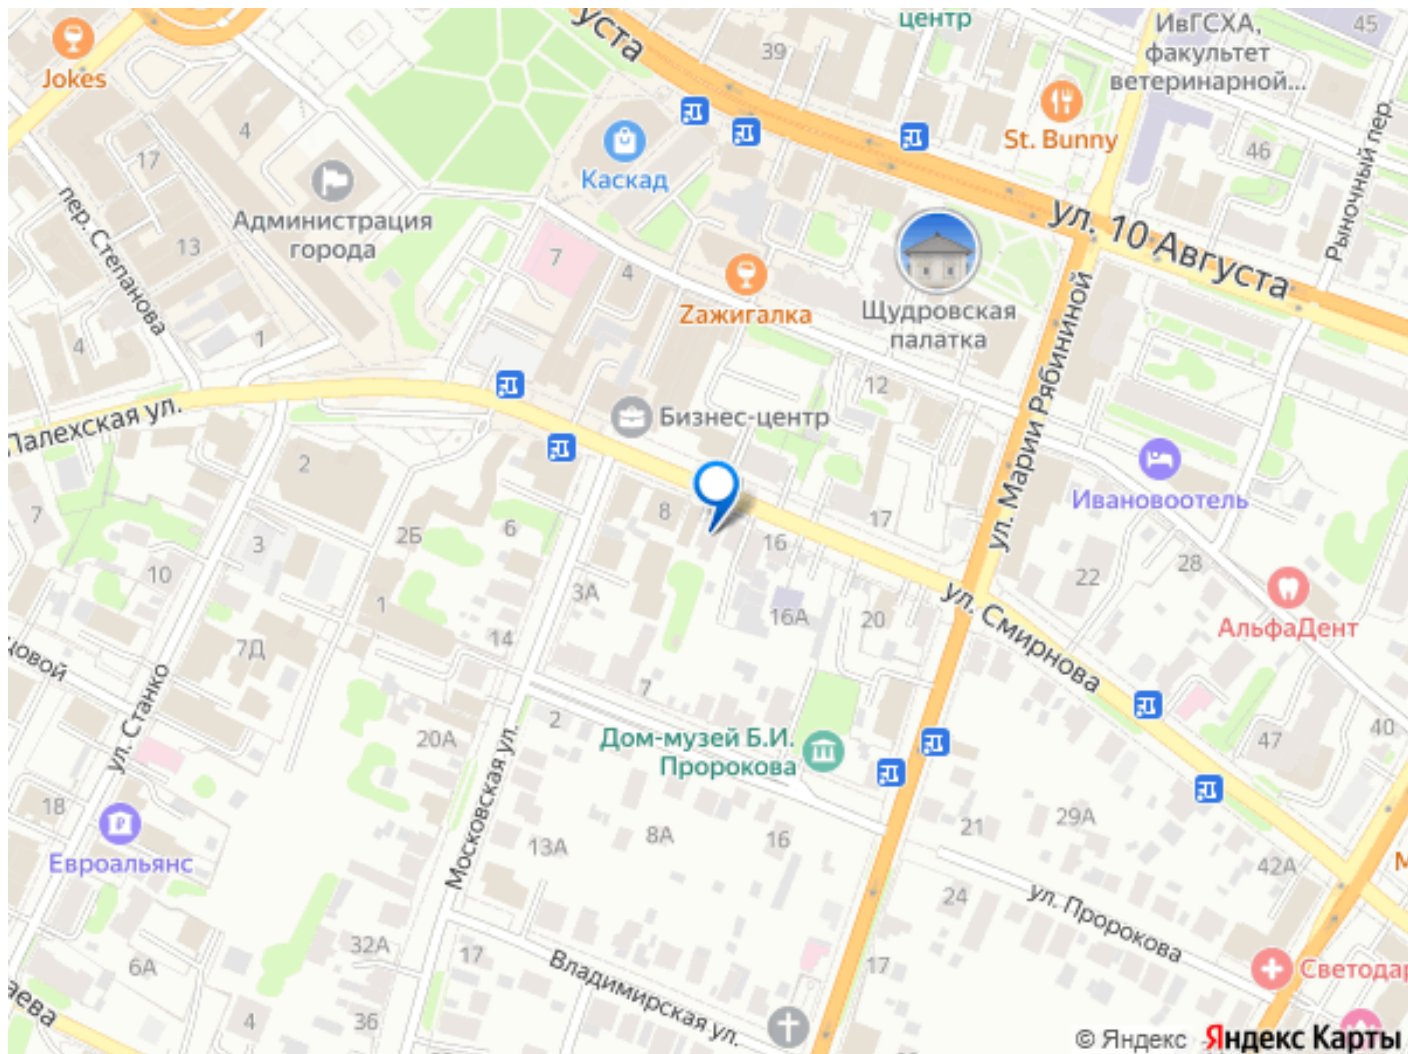 Jokes
4
17
Администрация
города
пер. Степанова
13
4
1
Палехская ул.
густа
39
центр
Каскад
7
4
Zажигалка
ИвГСХА,
факультет
ветеринарной...
45
St. Bunny
46
Рыночный пер.
ул. 10 Августа
Щудровская
палатка
ул. Марии Рябининой
12
Бизнес-центр
Ивановоотель
2
7
2Б
6
8
17
16
3
10
1
3А
16А
20
ул. Смирнова
22
28
АльфаДент
14
7Д
цовой
ул. Станко
7
2
20А
Московская ул.
Дом-музей Б.И.
Пророкова
47
40
18
Евроальянс
13А
8А
16
21
29А
42А
24
ул. Пророкова
32А
17
Владимирская ул.
17
6А
аева
4
36
Светодар
М
© Яндекс
Яндекс Карты